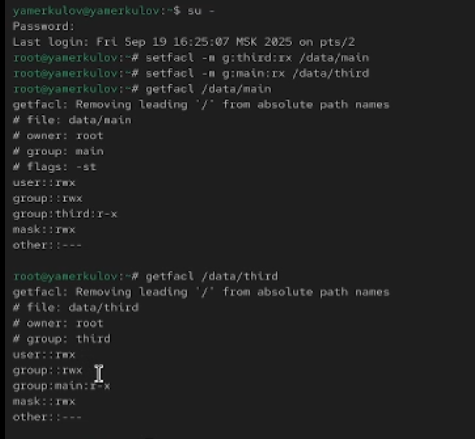 yamerkulov@yamerkulov:~$ su -
Password:
Last login: Fri Sep 19 16:25:07 MSK 2025 on pts/2
root@yamerkulov:~# setfacl -m g:third:rx /data/main
root@yamerkulov:~# setfacl -m g:main:rx /data/third
root@yamerkulov:~# getfacl /data/main
getfacl: Removing leading '/' from absolute path names
# file: data/main
# owner: root
# group: main
# flags: -st
user::rwx
group::rwx
group:third:r-x
mask::rwx
other::---
root@yamerkulov:~# getfacl /data/third
getfacl: Removing leading '/' from absolute path names
# file: data/third
# owner: root
# group: third
user::rwx
group::rwx
group:main:r-x
mask::rwx
other::---